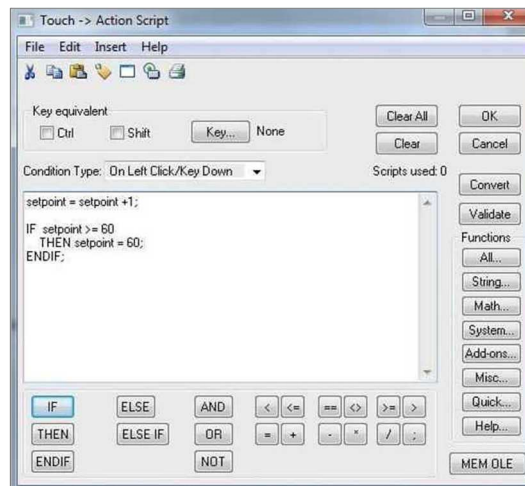 Touch -> Action Script
File Edit Insert Help
Key equivalent
Ctrl Shift Key... None
Clear All
Clear
OK
Cancel
Condition Type: On Left Click/Key Down
Scripts used: 0
Convert
Validate
setpoint = setpoint +1;
IF setpoint >= 60
THEN setpoint = 60;
ENDIF;
Functions
All...
String...
Math...
System...
Add-ons...
Misc...
Quick...
Help...
MEM OLE
IF ELSE AND < <= == <> >= >
THEN ELSE IF OR = + - * / ;
ENDIF NOT